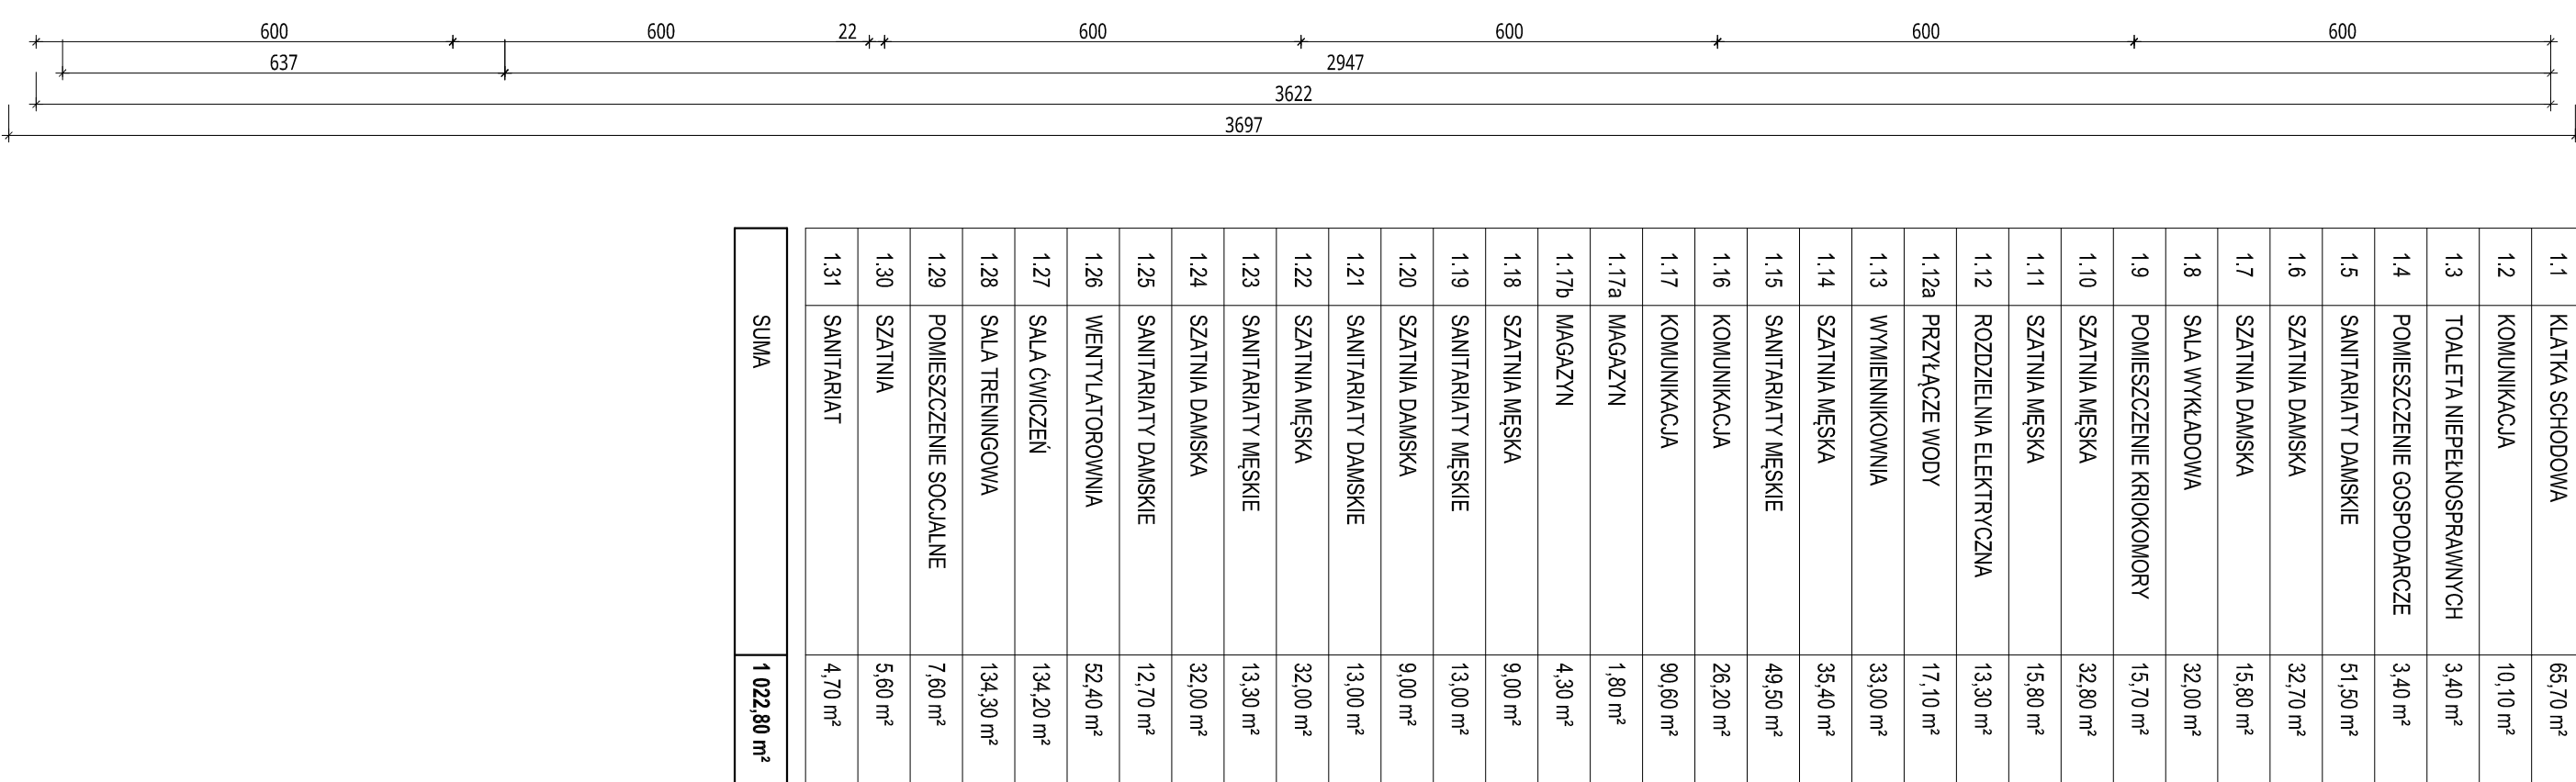 600 600 22 600 600 600 600
637 2947
3622
3697
1.1 KLATKA SCHODOWA 65,70 m²
1.2 KOMUNIKACJA 10,10 m²
1.3 TOALETA NIEPEŁNOSPRAWNYCH 3,40 m²
1.4 POMIESZCZENIE GOSPODARCZE 3,40 m²
1.5 SANITARIATY DAMSKIE 51,50 m²
1.6 SZATNIA DAMSKA 32,70 m²
1.7 SZATNIA DAMSKA 15,80 m²
1.8 SALA WYKŁADOWA 32,00 m²
1.9 POMIESZCZENIE KRIOKOMORY 15,70 m²
1.10 SZATNIA MĘSKA 32,80 m²
1.11 SZATNIA MĘSKA 15,80 m²
1.12 ROZDZIELNIA ELEKTRYCZNA 13,30 m²
1.12a PRZYŁĄCZE WODY 17,10 m²
1.13 WYMIENNIKOWNIA 33,00 m²
1.14 SZATNIA MĘSKA 35,40 m²
1.15 SANITARIATY MĘSKIE 49,50 m²
1.16 KOMUNIKACJA 26,20 m²
1.17 KOMUNIKACJA 90,60 m²
1.17a MAGAZYN 1,80 m²
1.17b MAGAZYN 4,30 m²
1.18 SZATNIA MĘSKA 9,00 m²
1.19 SANITARIATY MĘSKIE 13,00 m²
1.20 SZATNIA DAMSKA 9,00 m²
1.21 SANITARIATY DAMSKIE 13,00 m²
1.22 SZATNIA MĘSKA 32,00 m²
1.23 SANITARIATY MĘSKIE 13,30 m²
1.24 SZATNIA DAMSKA 32,00 m²
1.25 SANITARIATY DAMSKIE 12,70 m²
1.26 WENTYLATOROWNIA 52,40 m²
1.27 SALA ĆWICZEŃ 134,20 m²
1.28 SALA TRENINGOWA 134,30 m²
1.29 POMIESZCZENIE SOCJALNE 7,60 m²
1.30 SZATNIA 5,60 m²
1.31 SANITARIAT 4,70 m²
SUMA 1 022,80 m²